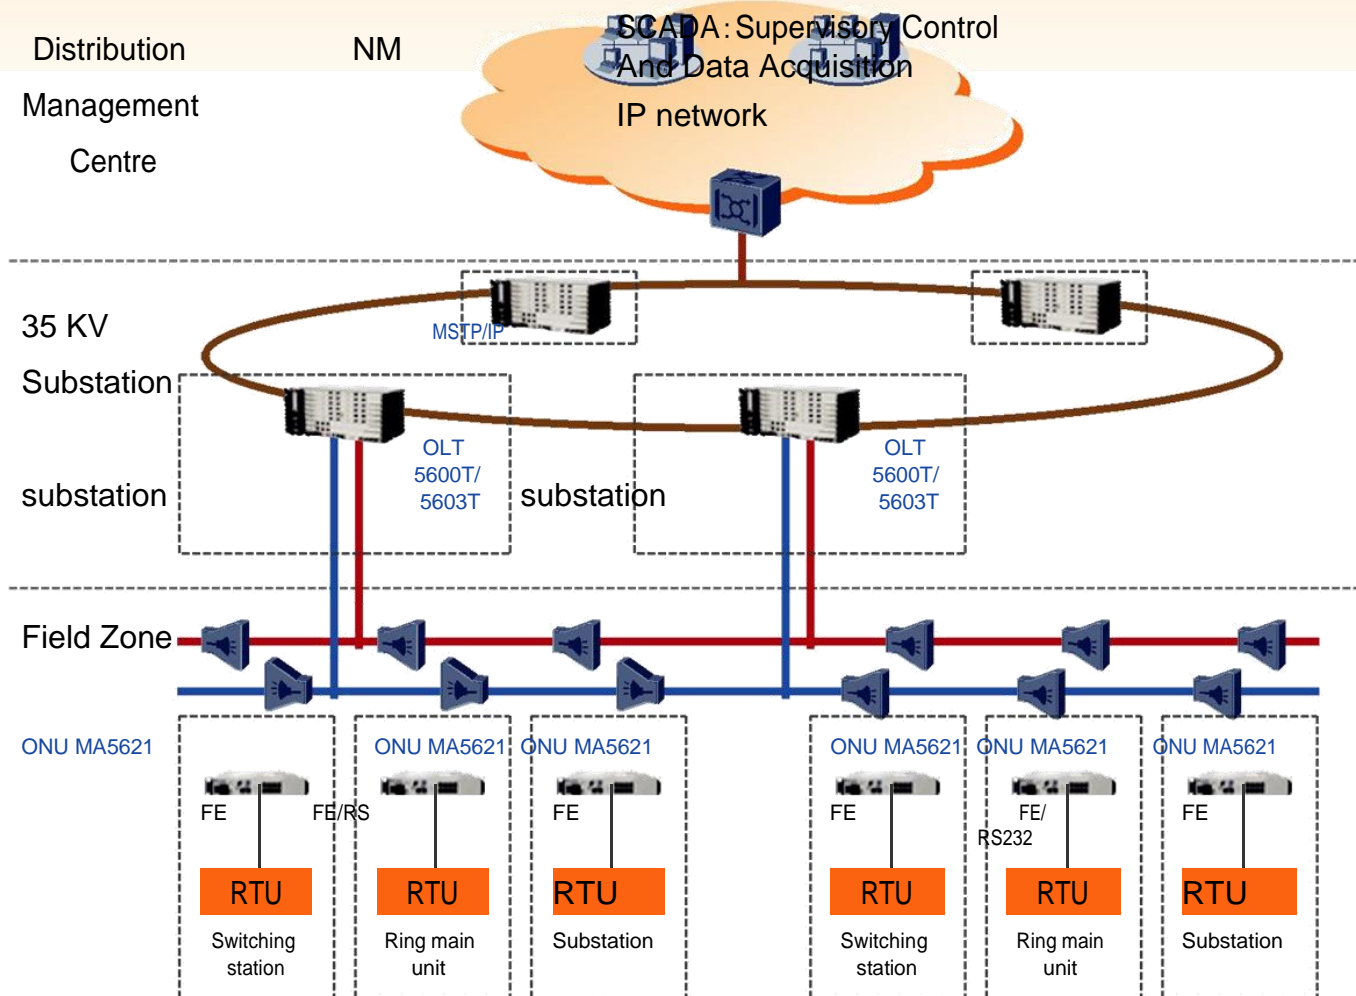 Distribution
Management
Centre
NM
SCADA: Supervisory Control
And Data Acquisition
IP network
35 KV
Substation
MSTP/IP
substation
OLT
5600T/
5603T
substation
OLT
5600T/
5603T
Field Zone
ONU MA5621
ONU MA5621
ONU MA5621
ONU MA5621
ONU MA5621
ONU MA5621
FE
FE/RS
FE
FE
FE/
RS232
FE
RTU
RTU
RTU
RTU
RTU
RTU
Switching
station
Ring main
unit
Substation
Switching
station
Ring main
unit
Substation